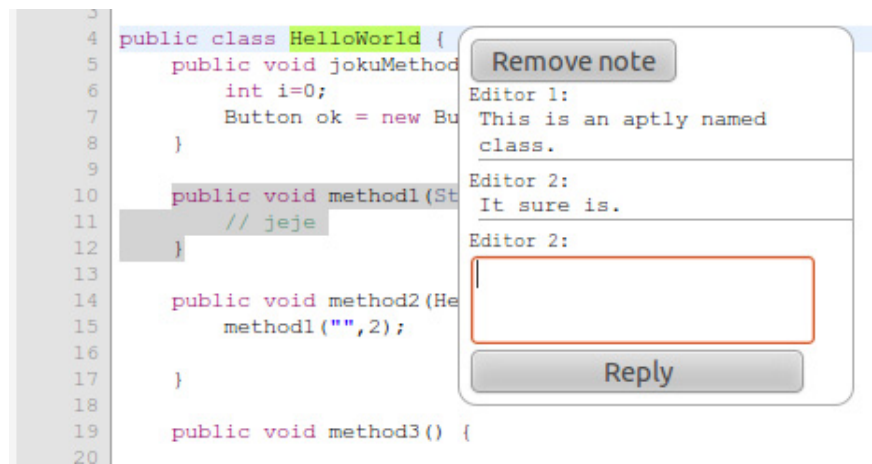 3
4 public class HelloWorld {
5 public void jokuMethod
6 int i=0;
7 Button ok = new Bu
8 }
9
10 public void method1(St
11 // jeje
12 }
13
14 public void method2(He
15 method1("",2);
16
17 }
18
19 public void method3() {
20
Remove note
Editor 1:
This is an aptly named
class.
Editor 2:
It sure is.
Editor 2:
Reply